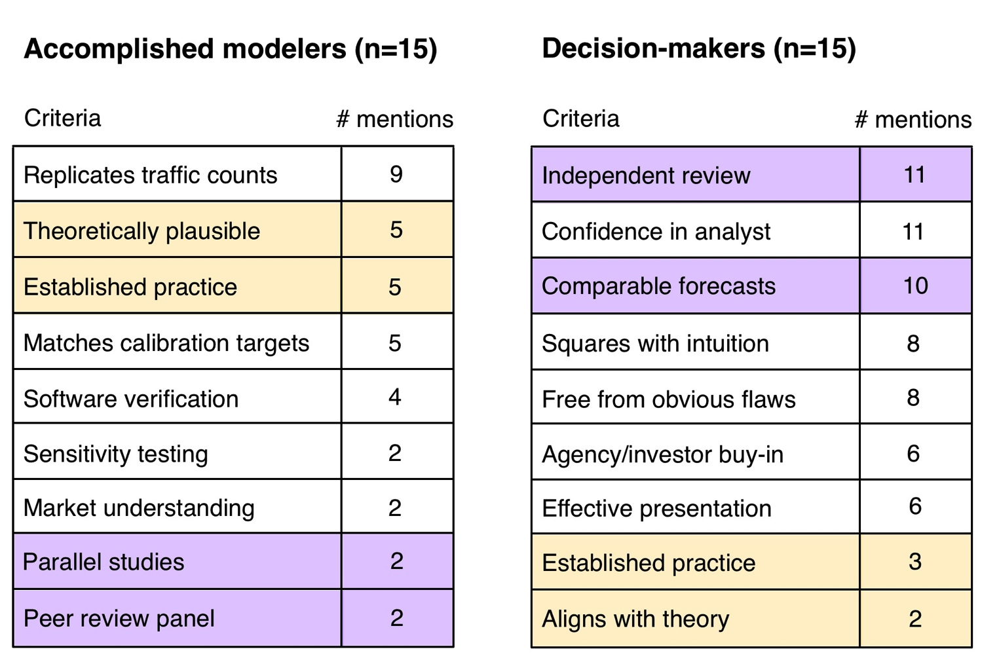 Accomplished modelers (n=15)
Criteria # mentions
Replicates traffic counts 9
Theoretically plausible 5
Established practice 5
Matches calibration targets 5
Software verification 4
Sensitivity testing 2
Market understanding 2
Parallel studies 2
Peer review panel 2
Decision-makers (n=15)
Criteria # mentions
Independent review 11
Confidence in analyst 11
Comparable forecasts 10
Squares with intuition 8
Free from obvious flaws 8
Agency/investor buy-in 6
Effective presentation 6
Established practice 3
Aligns with theory 2